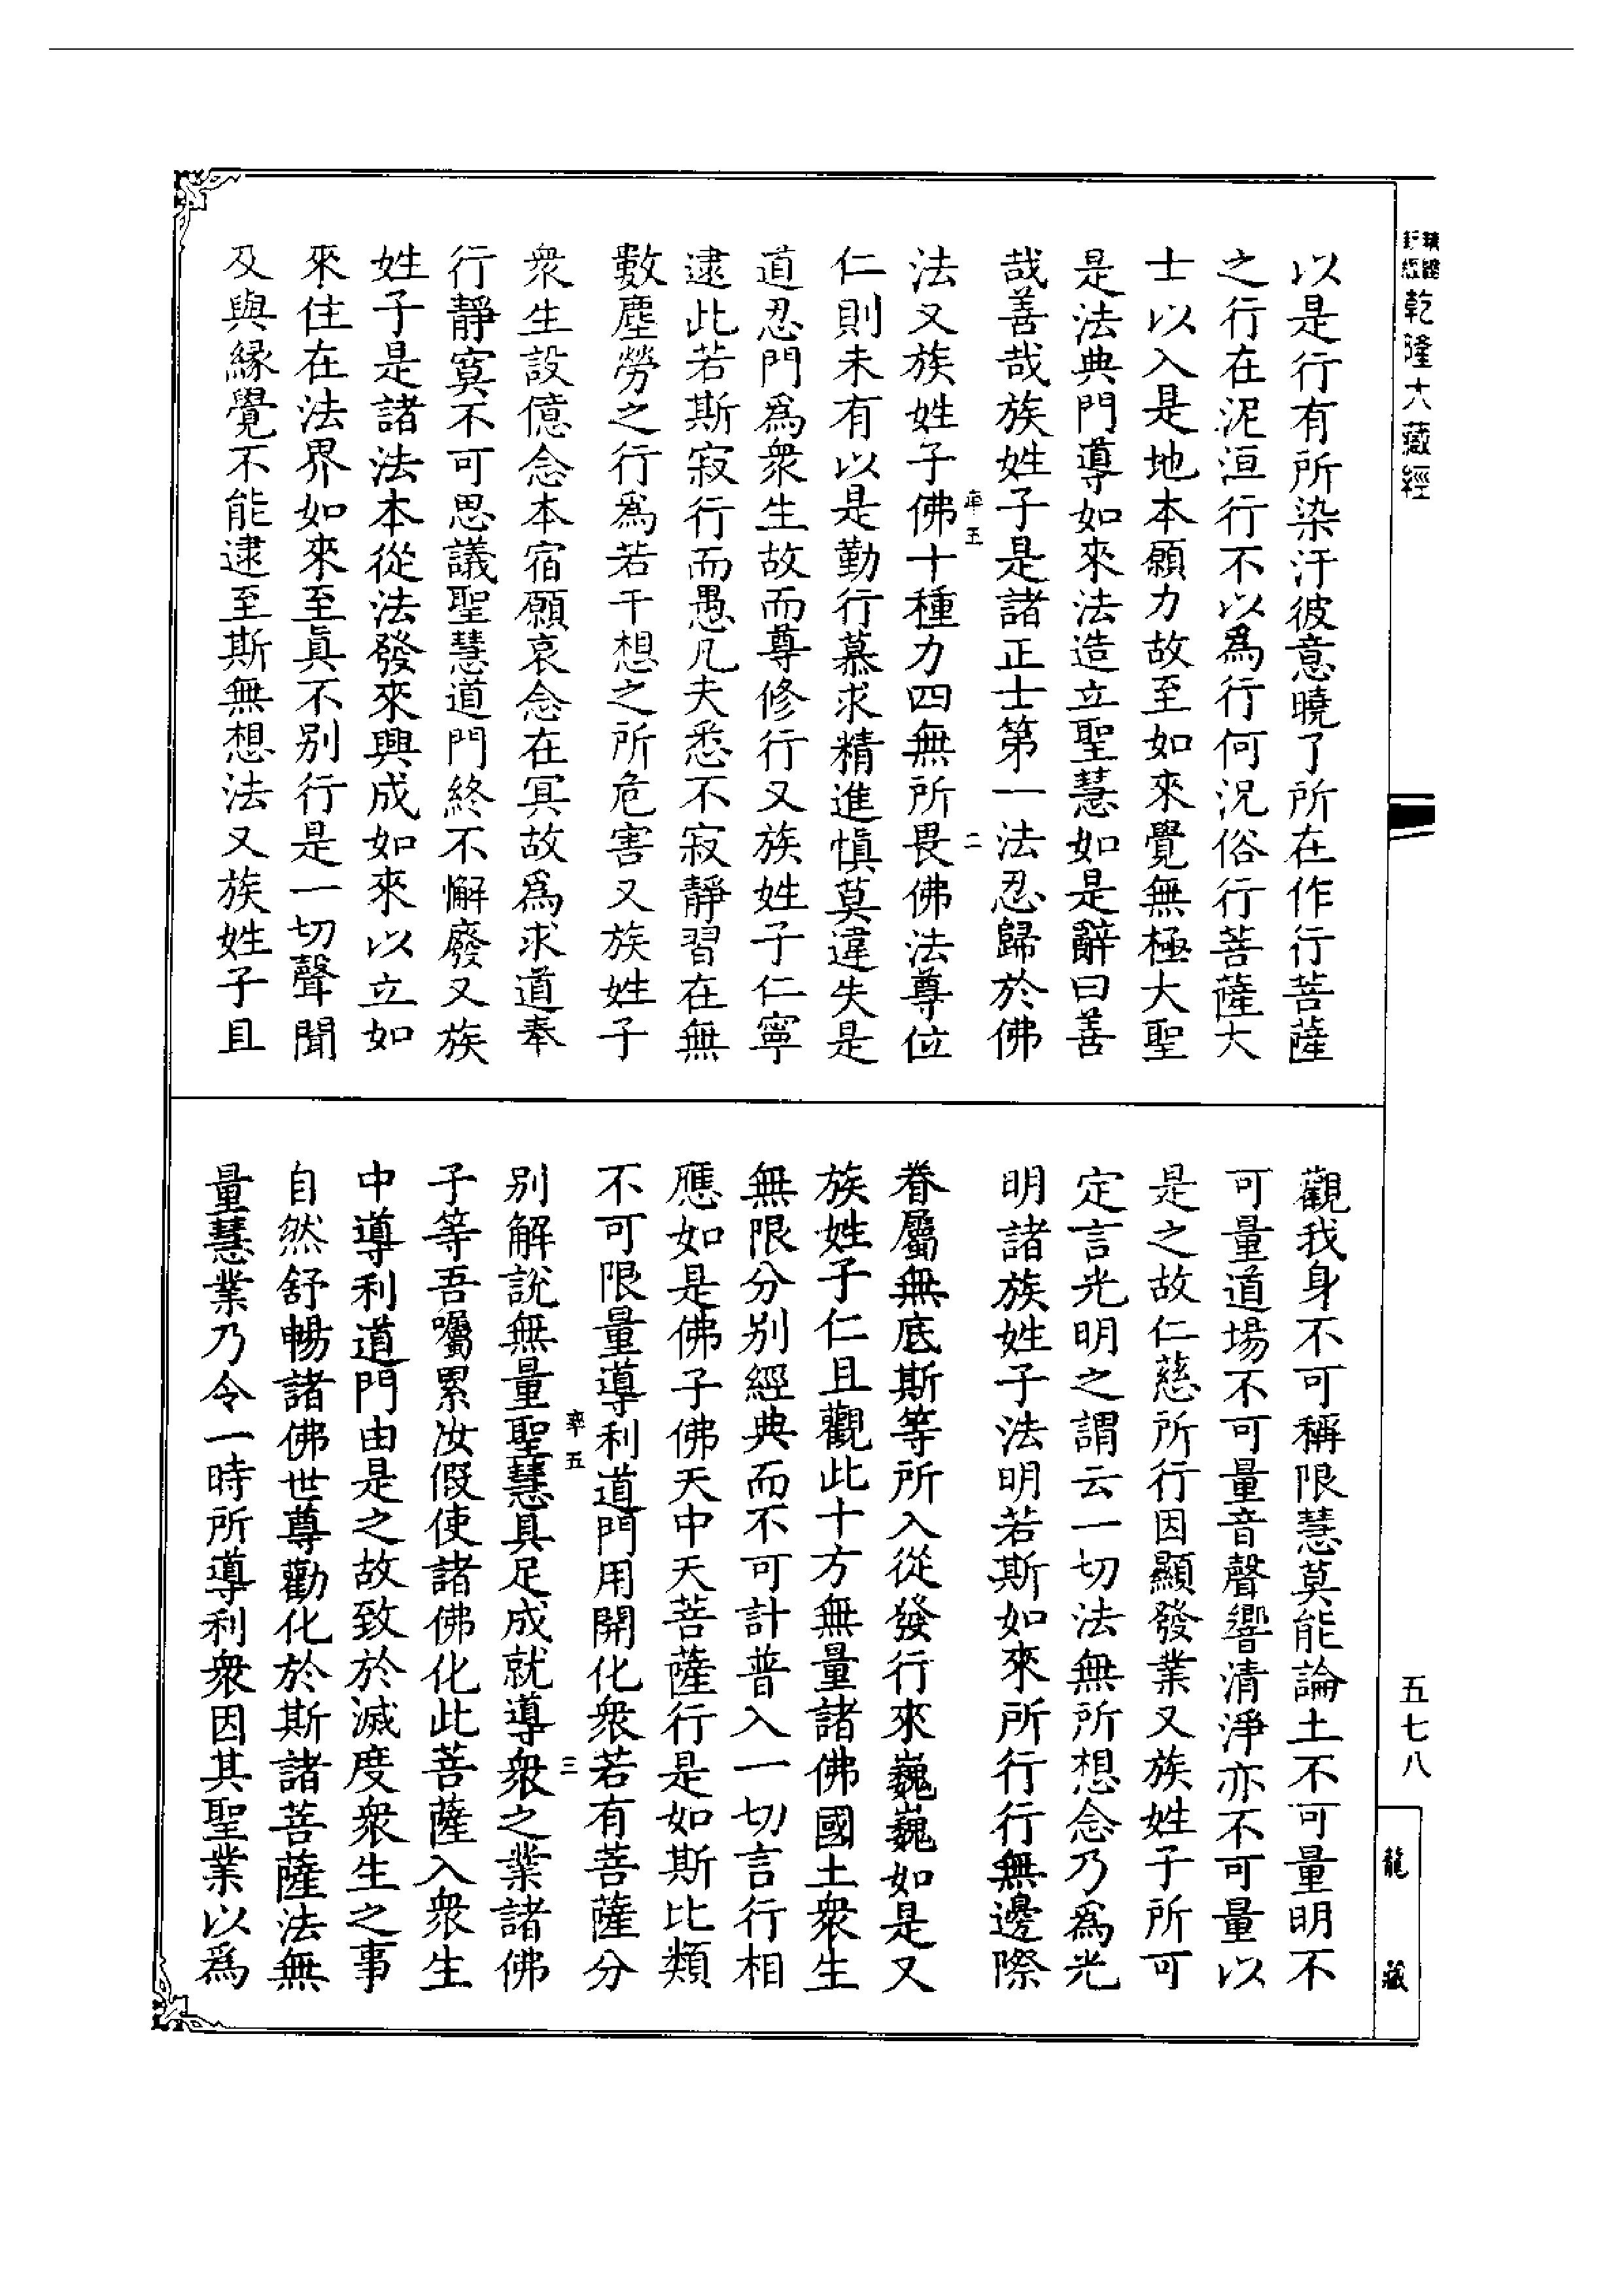 乾隆大藏經
以是行有所染汙彼意曉了所在作行菩薩
之行在泥洹行不以爲行何況俗行菩薩大
士以入是地本願力故至如來覺無極大聖
是法典門導如來法造立聖慧如是辭曰善
哉善哉族姓子是諸正士第一法忍歸於佛
率五
二
法又族姓子佛十種力四無所畏佛法尊位
仁則未有以是勤行慕求精進愼莫違失是
道忍門爲衆生故而尊修行又族姓子仁寧
逮此若斯寂行而愚凡夫悉不寂靜習在無
數塵勞之行爲若干想之所危害又族姓子
衆生設億念本宿願哀念在冥故爲求道奉
行靜寞不可思議聖慧道門終不懈廢又族
姓子是諸法本從法發來興成如來以立如
來住在法界如來至眞不别行是一切聲聞
及與緣覺不能逮至斯無想法又族姓子且
觀我身不可稱限慧莫能論土不可量明不
可量道場不可量音聲響清淨亦不可量以
是之故仁慈所行因顯發業又族姓子所可
定言光明之謂云一切法無所想念乃爲光
明諸族姓子法明若斯如來所行行無邊際
眷屬無底斯等所入從發行來巍巍如是又
族姓子仁且觀此十方無量諸佛國土衆生
無限分别經典而不可計普入一切言行相
應如是佛子佛天中天菩薩行是如斯比類
不可限量導利道門用開化衆若有菩薩分
率五
三
别解說無量聖慧具足成就導衆之業諸佛
子等吾囑累汝假使諸佛化此菩薩入衆生
中導利道門由是之故致於滅度衆生之事
自然舒暢諸佛世尊勸化於斯諸菩薩法無
量慧業乃令一時所導利衆因其聖業以爲
五七八
龍藏